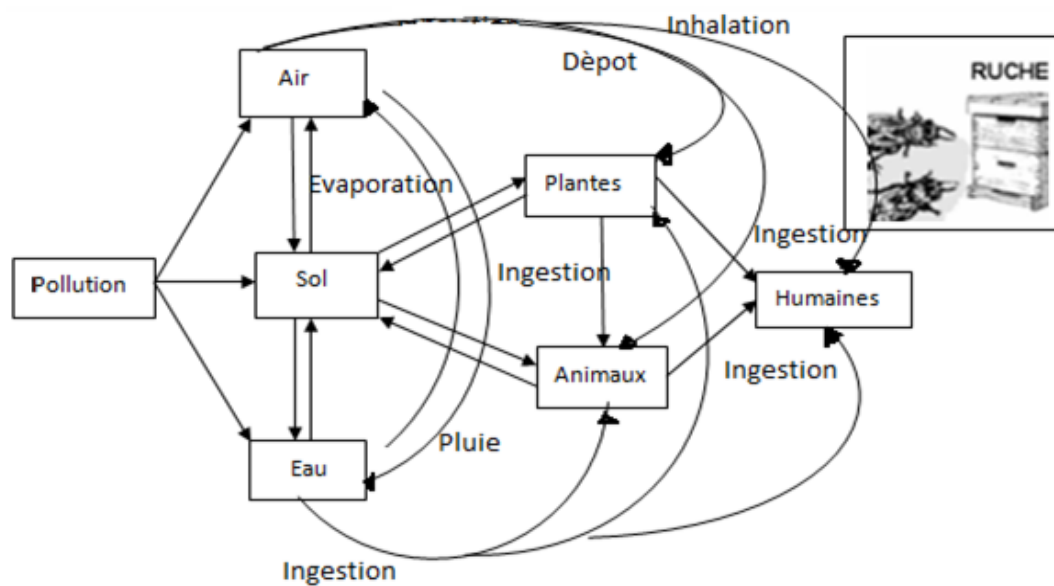 Inhalation
Dèpot
RUCHE
Air
Evaporation
Plantes
Pollution
Sol
Ingestion
Ingestion
Humaines
Animaux
Ingestion
Eau
Pluie
Ingestion